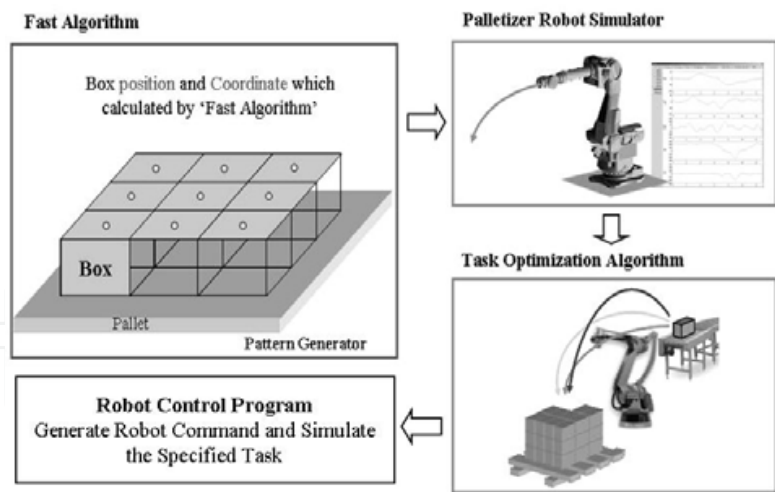 Fast Algorithm
Box position and Coordinate which
calculated by ‘Fast Algorithm’
Box
Pallet
Pattern Generator
Palletizer Robot Simulator
Task Optimization Algorithm
Robot Control Program
Generate Robot Command and Simulate
the Specified Task